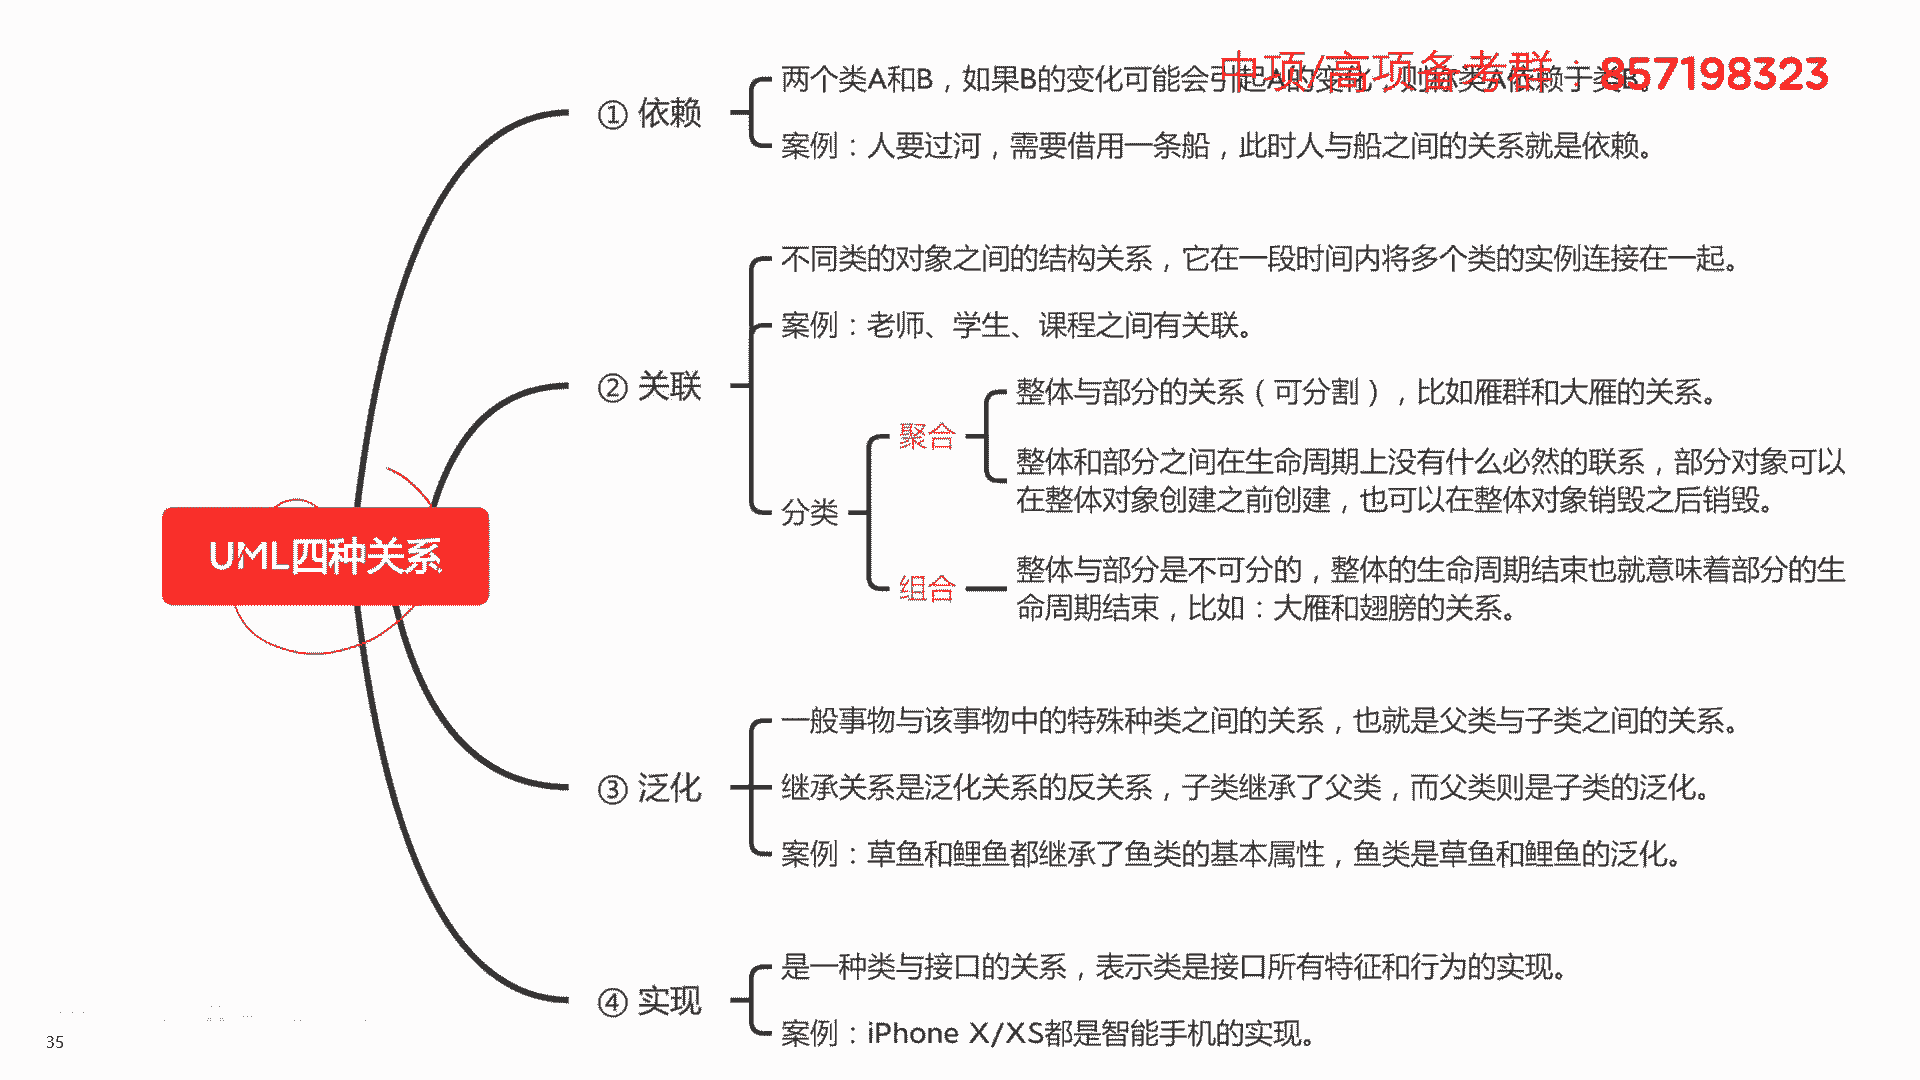 中项/高项备考群：857198323
两个类A和B，如果B的变化可能会引起A的变化，则称类A依赖于类B。
① 依赖
案例：人要过河，需要借用一条船，此时人与船之间的关系就是依赖。
不同类的对象之间的结构关系，它在一段时间内将多个类的实例连接在一起。
案例：老师、学生、课程之间有关联。
② 关联
整体与部分的关系（可分割），比如雁群和大雁的关系。
聚合
整体和部分之间在生命周期上没有什么必然的联系，部分对象可以
在整体对象创建之前创建，也可以在整体对象销毁之后销毁。
分类
整体与部分是不可分的，整体的生命周期结束也就意味着部分的生
组合
命周期结束，比如：大雁和翅膀的关系。
UML四种关系
一般事物与该事物中的特殊种类之间的关系，也就是父类与子类之间的关系。
③ 泛化
继承关系是泛化关系的反关系，子类继承了父类，而父类则是子类的泛化。
案例：草鱼和鲤鱼都继承了鱼类的基本属性，鱼类是草鱼和鲤鱼的泛化。
是一种类与接口的关系，表示类是接口所有特征和行为的实现。
④ 实现
案例：iPhone X/XS都是智能手机的实现。
35